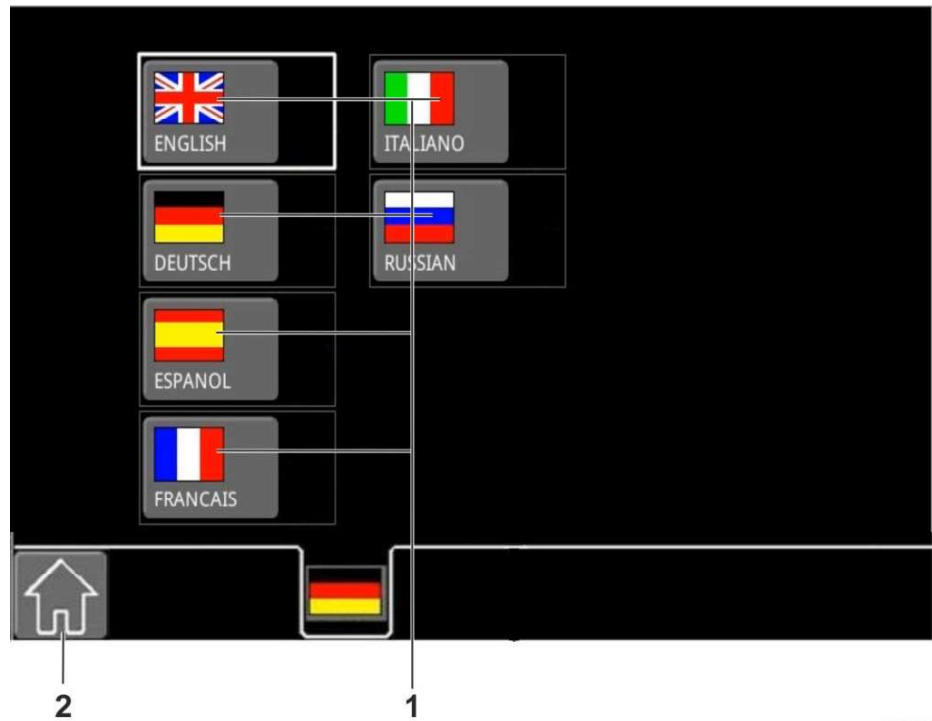 ENGLISH
ITALIANO
DEUTSCH
RUSSIAN
ESPANOL
FRANCAIS
2
1